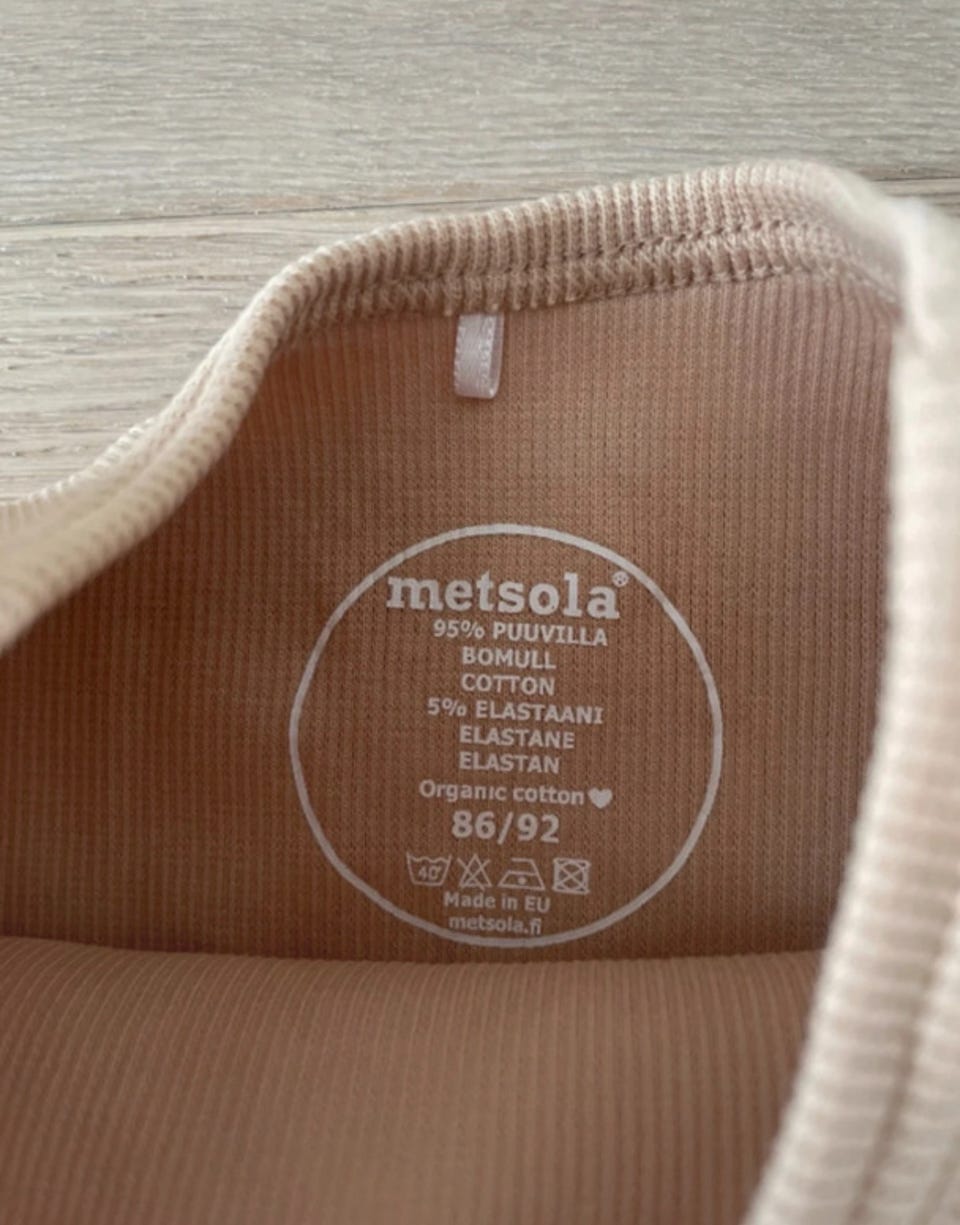 metsola®
95% PUUVILLA
BOMULL
COTTON
5% ELASTAANI
ELASTANE
ELASTAN
Organic cotton
86/92
40°
Made in EU
metsola.fi